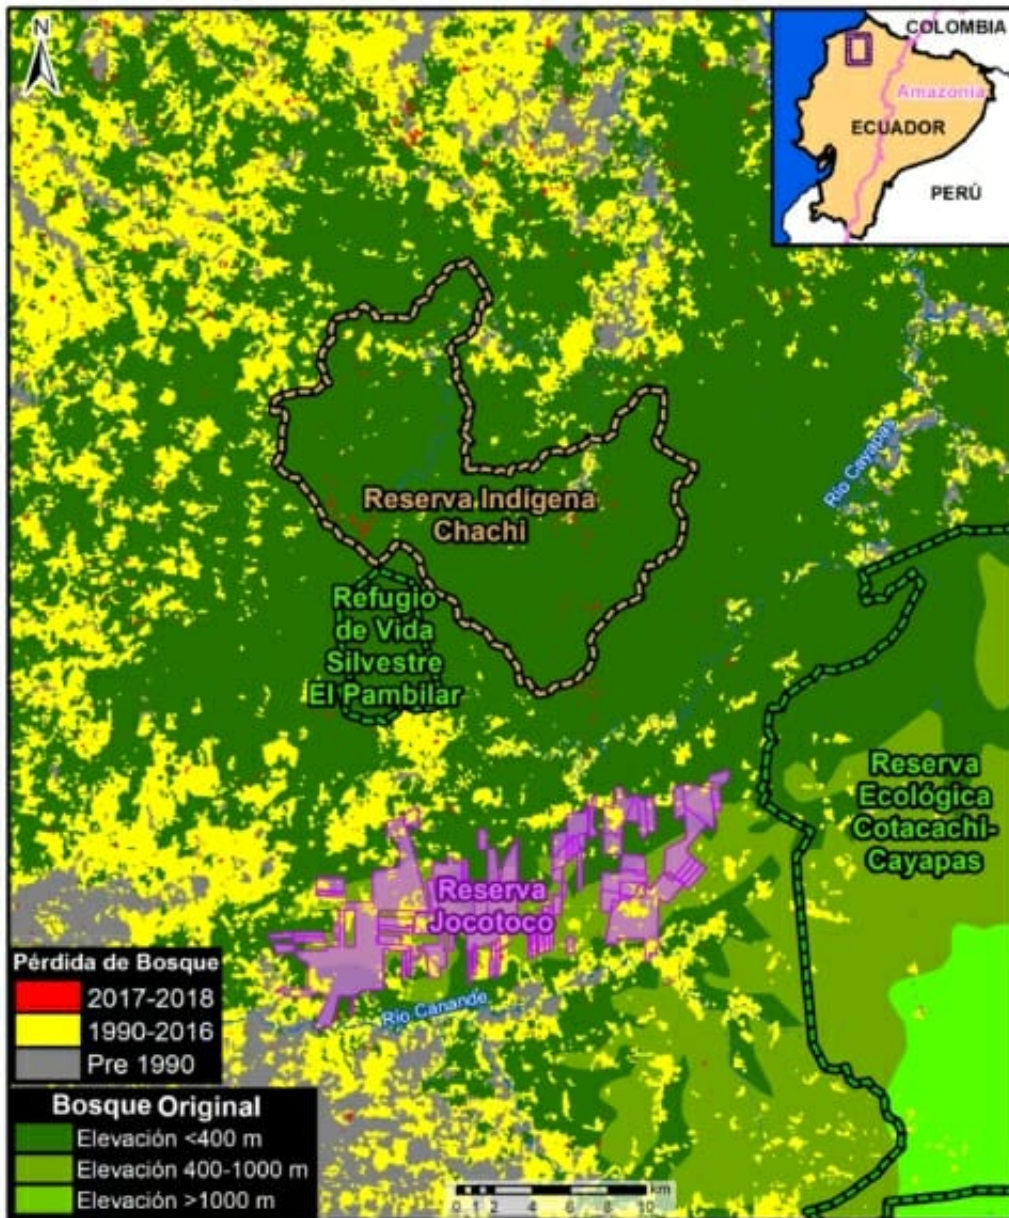 N
COLOMBIA
Amazonía
ECUADOR
PERÚ
Río Cayapas
Reserva Indígena
Chachi
Refugio
de Vida
Silvestre
El Pambilar
Reserva
Ecológica
Cotacachi-
Cayapas
Reserva
Jocotoco
Río Canandé
Pérdida de Bosque
2017-2018
1990-2016
Pre 1990
Bosque Original
Elevación <400 m
Elevación 400-1000 m
Elevación >1000 m
km
0 1 2 4 6 8 10